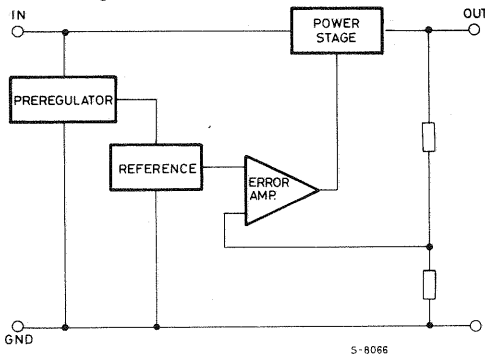 IN
POWER
STAGE
OUT
PREREGULATOR
REFERENCE
ERROR
AMP.
GND
S-8066